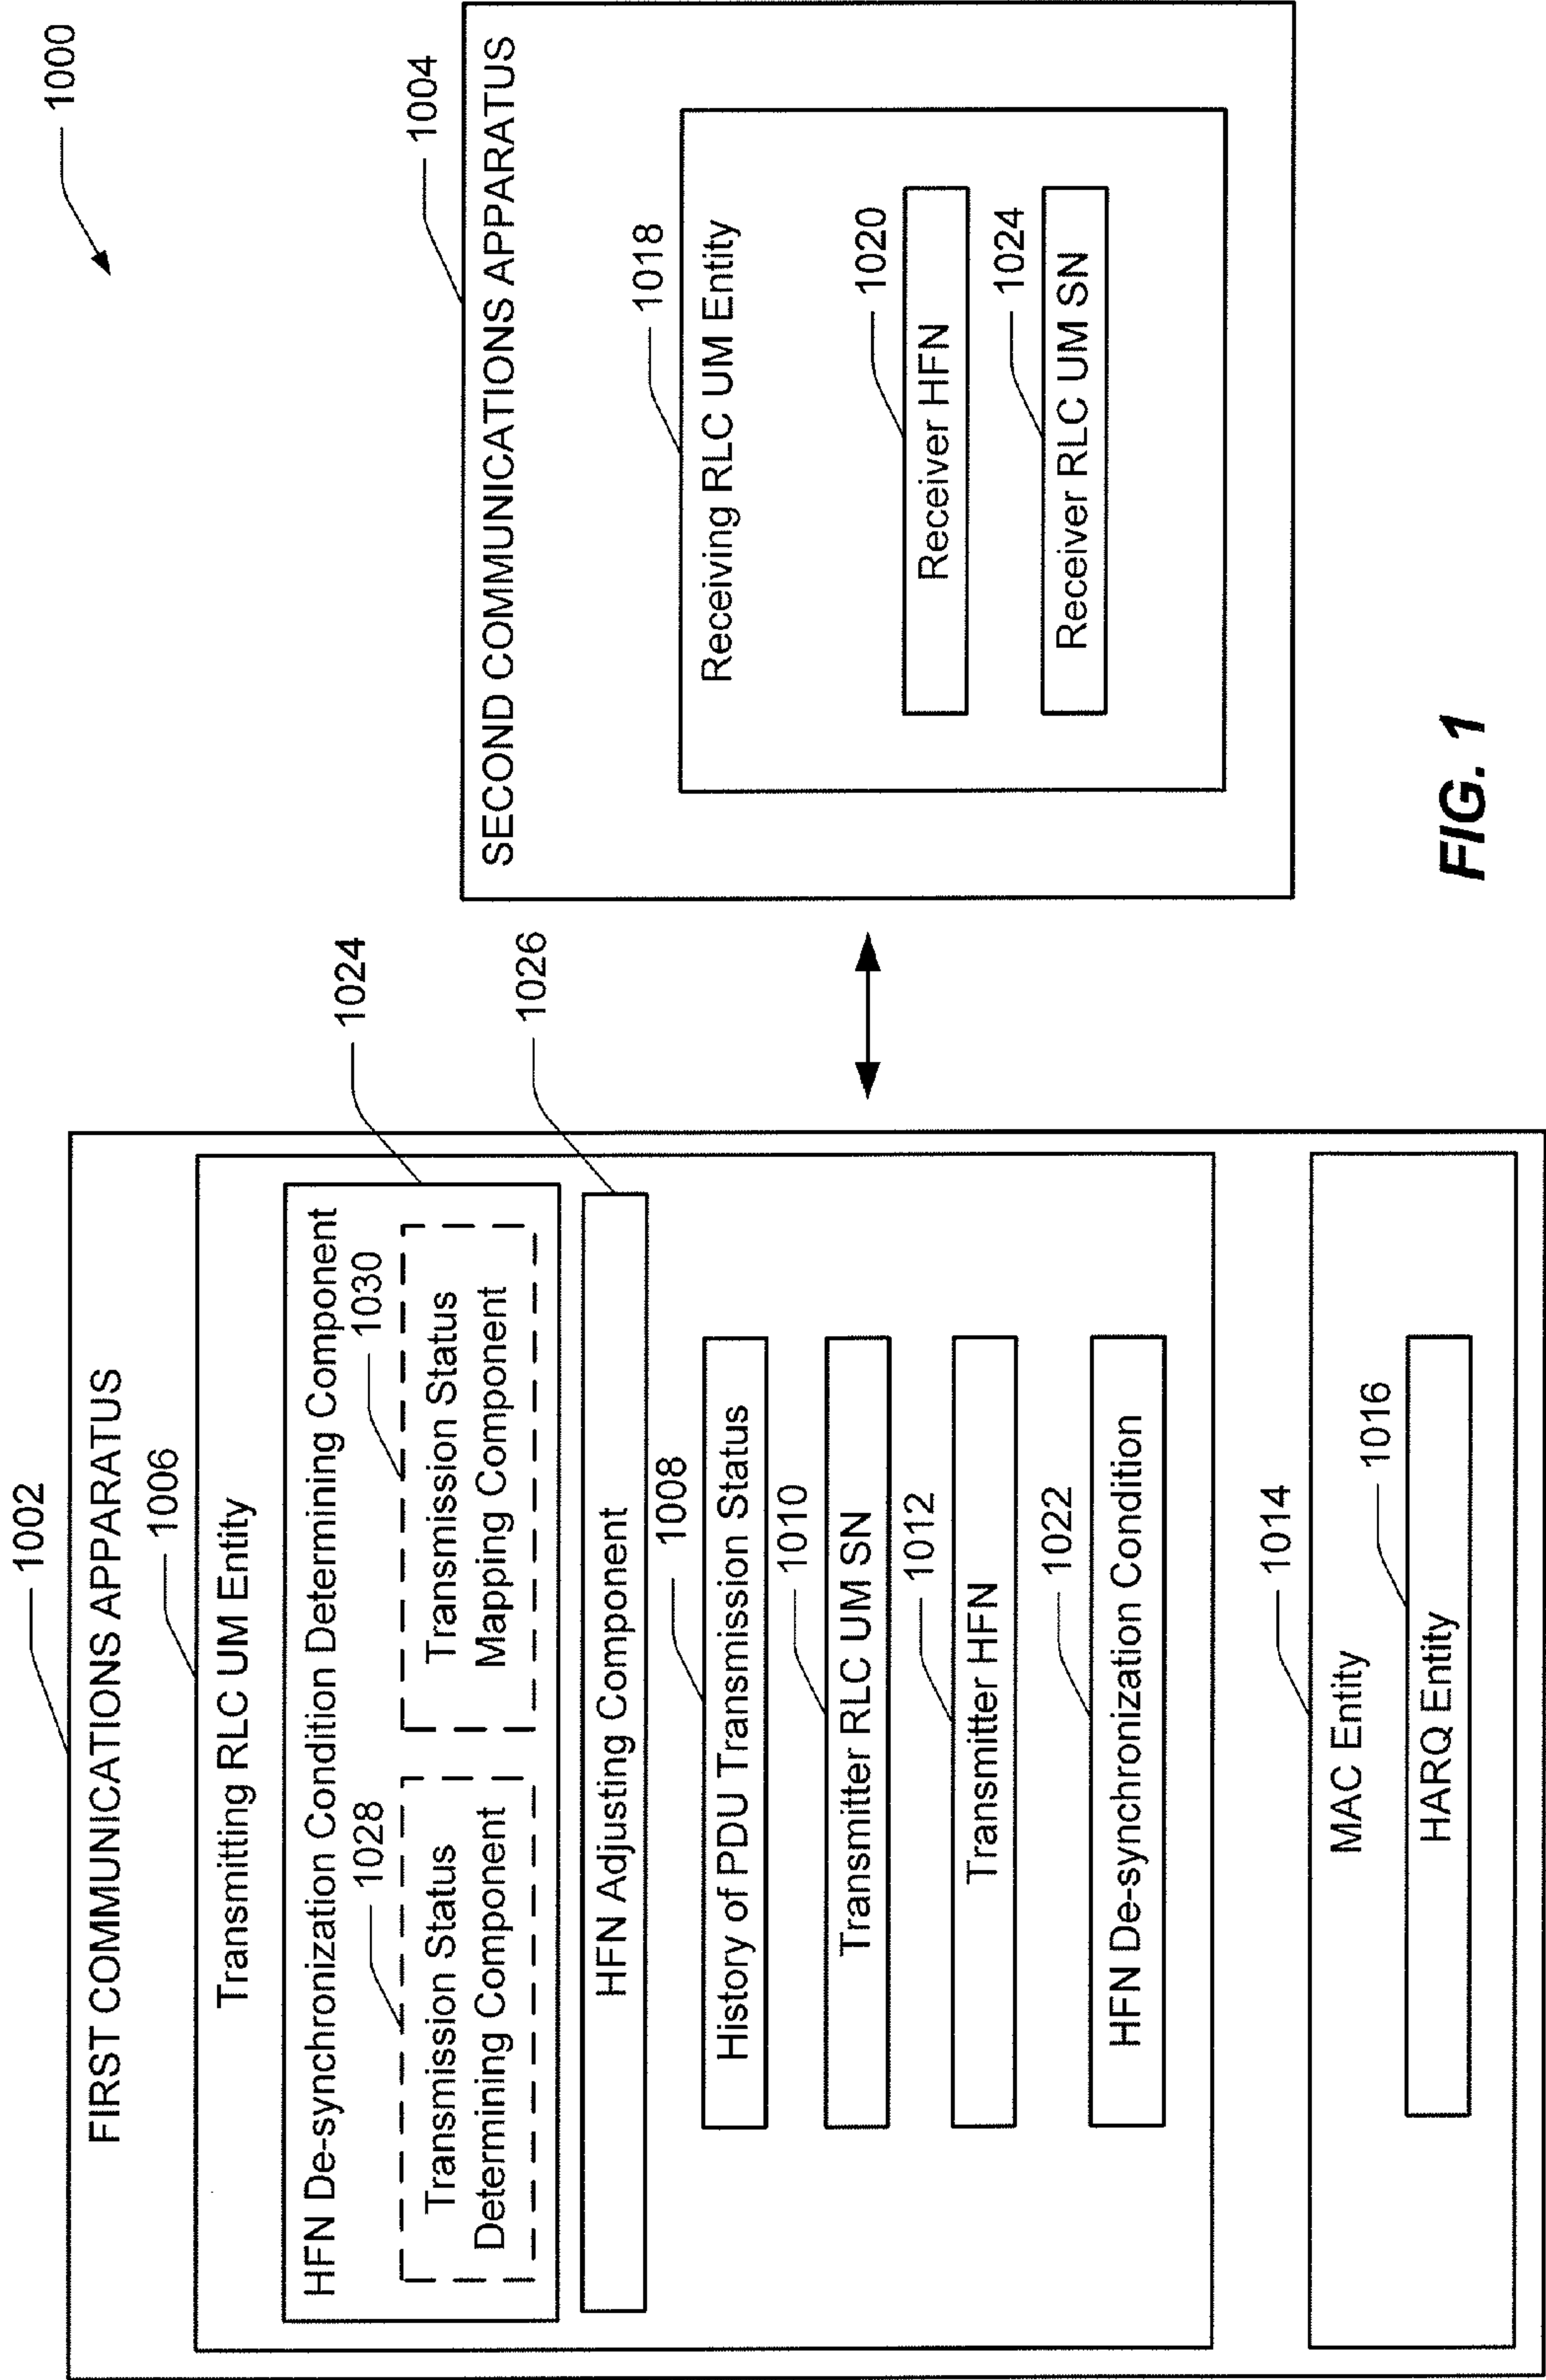 1000
1002
FIRST COMMUNICATIONS APPARATUS
1006
Transmitting RLC UM Entity
HFN De-synchronization Condition Determining Component
1024
1028
Transmission Status
Determining Component
1030
Transmission Status
Mapping Component
1026
HFN Adjusting Component
1008
History of PDU Transmission Status
1010
Transmitter RLC UM SN
1012
Transmitter HFN
1022
HFN De-synchronization Condition
1014
MAC Entity
1016
HARQ Entity
1004
SECOND COMMUNICATIONS APPARATUS
1018
Receiving RLC UM Entity
1020
Receiver HFN
1024
Receiver RLC UM SN
FIG. 1